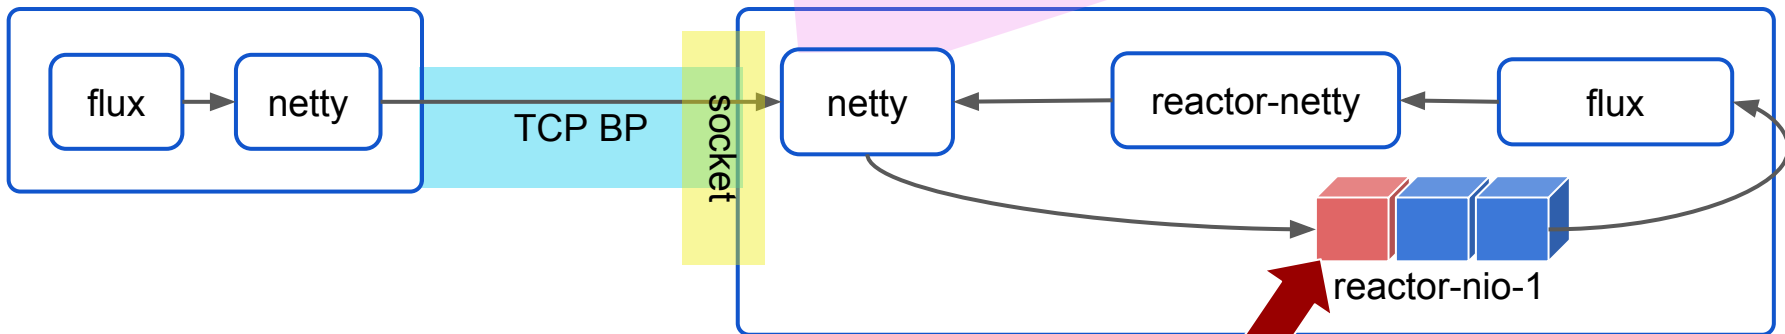 flux
netty
TCP BP
socket
netty
reactor-netty
flux
reactor-nio-1